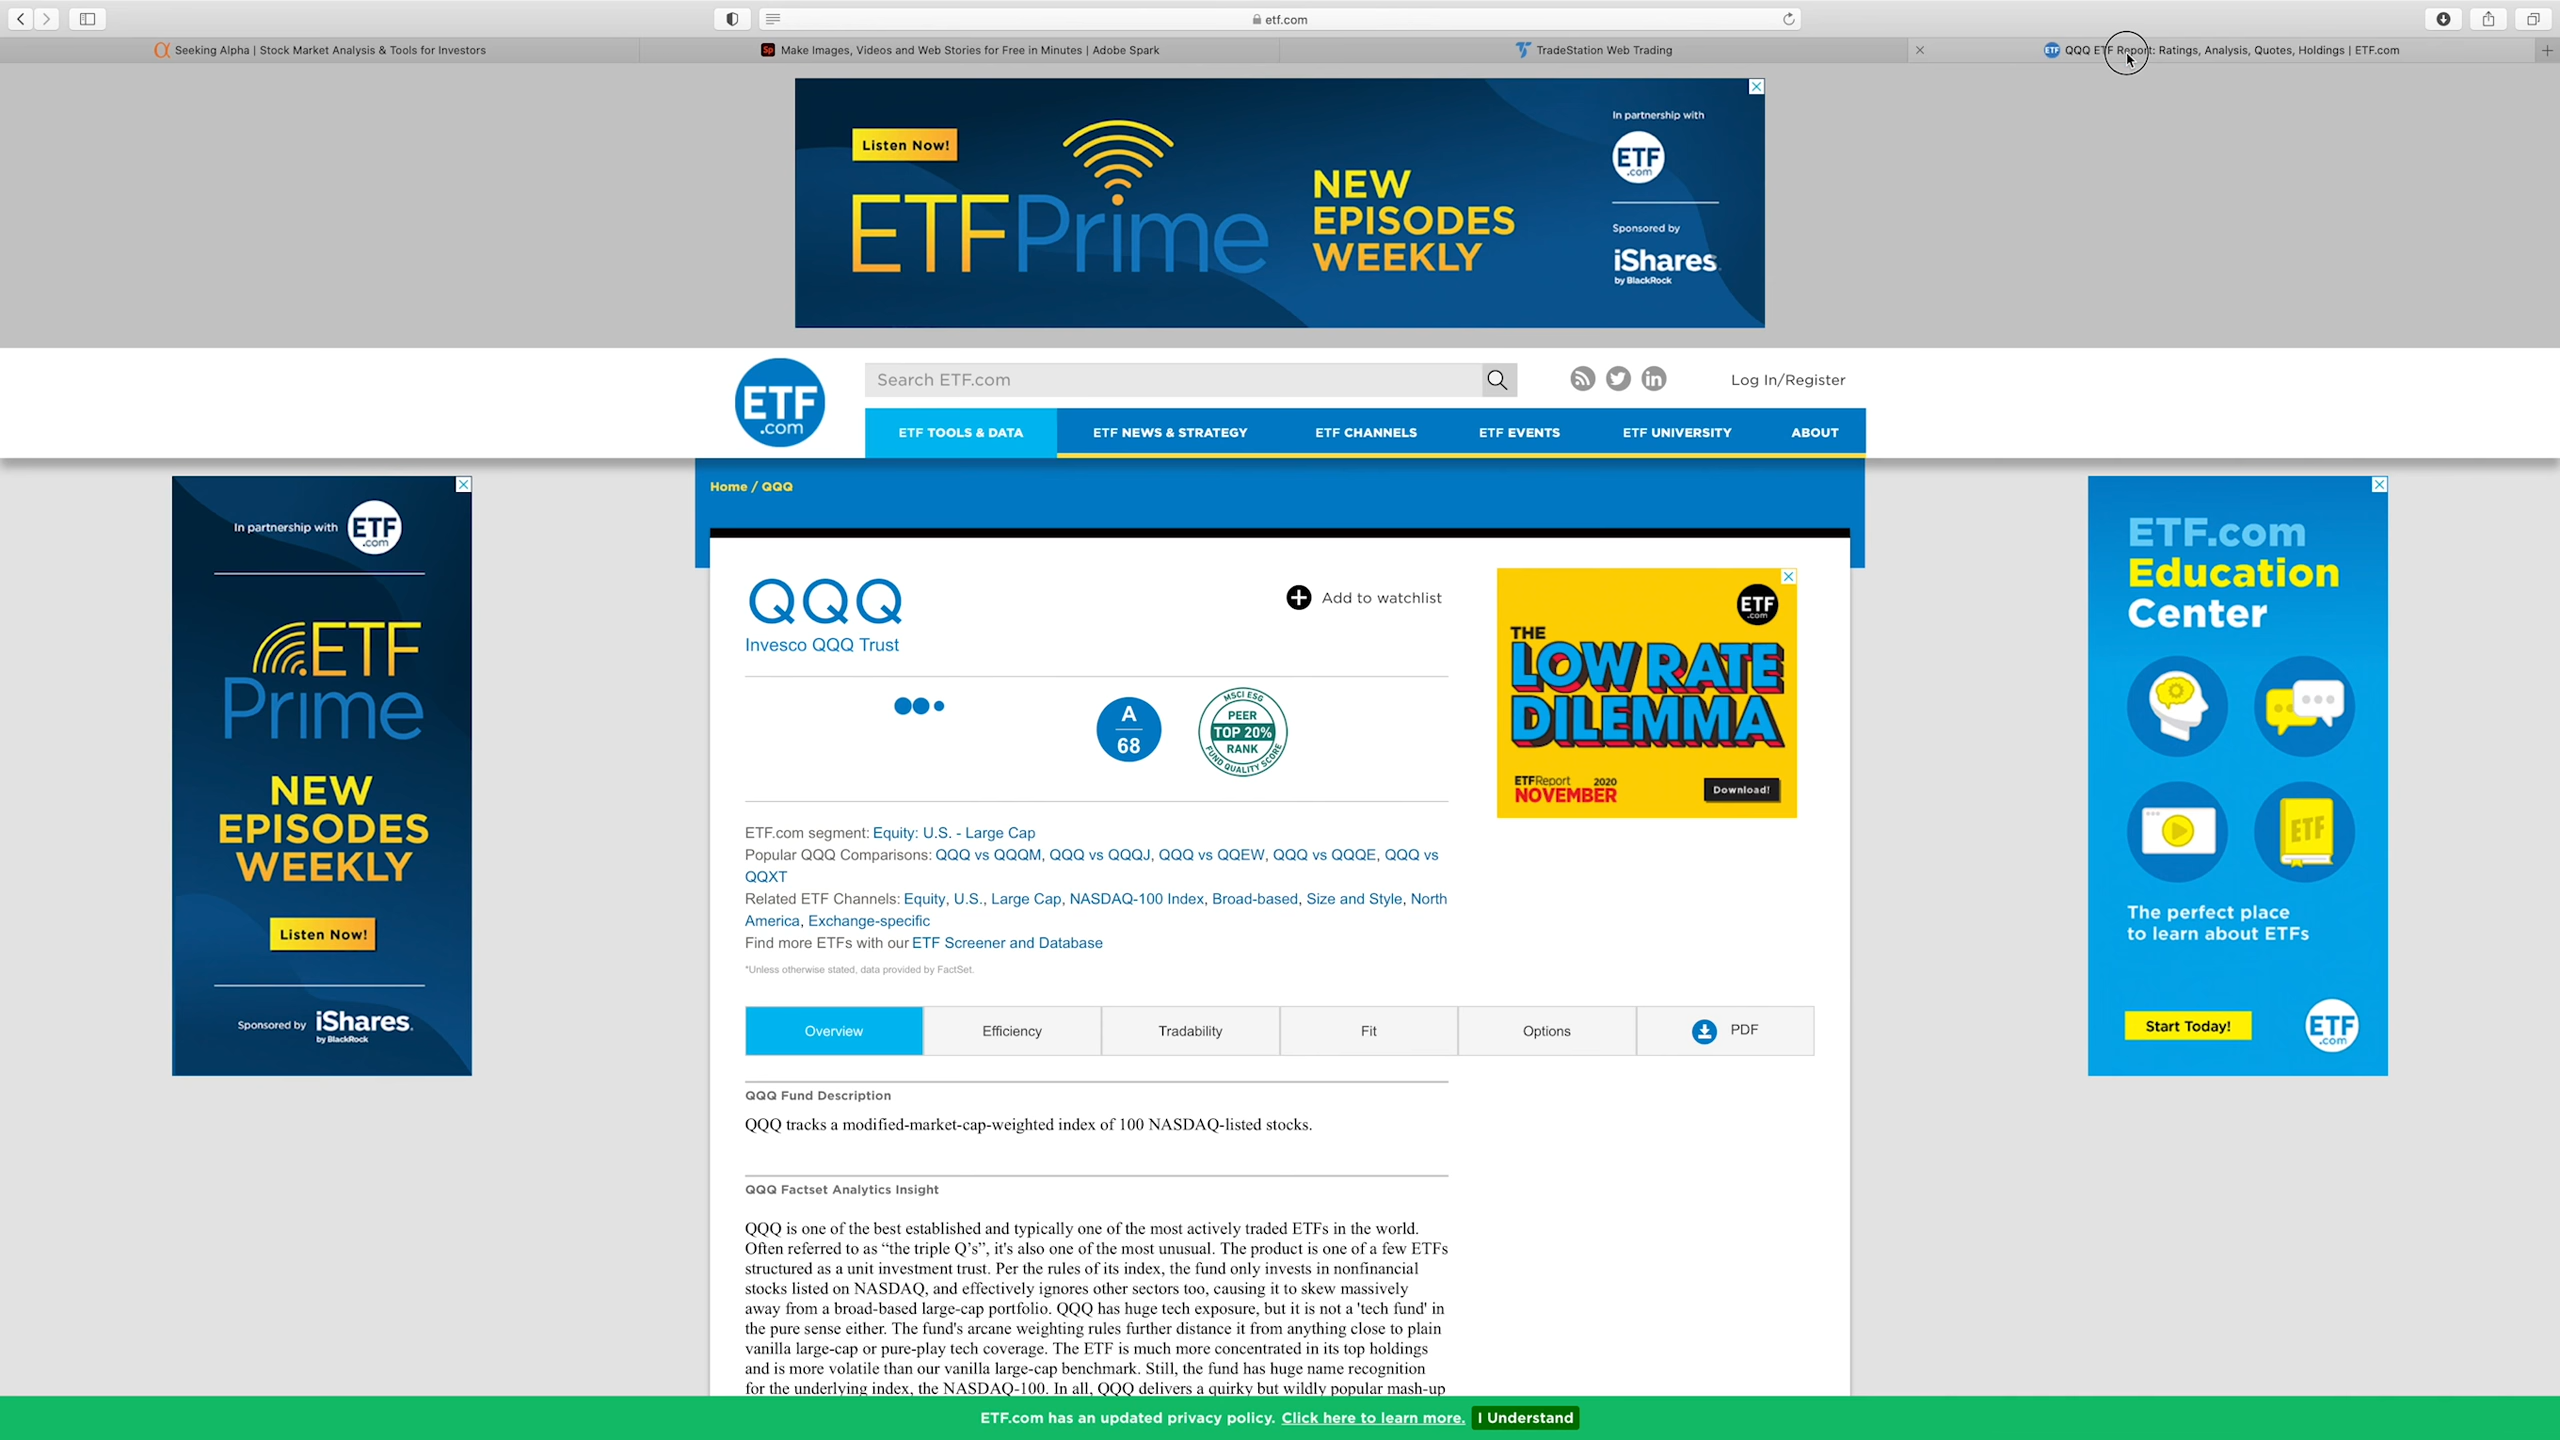 etf.com
Seeking Alpha | Stock Market Analysis & Tools for Investors
Sp Make Images, Videos and Web Stories for Free in Minutes | Adobe Spark
TradeStation Web Trading
ETF QQQ ETF Report: Ratings, Analysis, Quotes, Holdings | ETF.com
Listen Now!
ETF Prime
NEW
EPISODES
WEEKLY
In partnership with
ETF
.com
Sponsored by
iShares.
by BlackRock
ETF
.com
Search ETF.com
Log In/Register
ETF TOOLS & DATA
ETF NEWS & STRATEGY
ETF CHANNELS
ETF EVENTS
ETF UNIVERSITY
ABOUT
Home / QQQ
In partnership with
ETF
.com
ETF
Prime
NEW
EPISODES
WEEKLY
Listen Now!
Sponsored by iShares.
by BlackRock
QQQ
Invesco QQQ Trust
Add to watchlist
A
68
MSCI ESG
PEER
TOP 20%
RANK
FUND QUALITY SCORE
ETF
.com
THE
LOW RATE
DILEMMA
ETFReport 2020
NOVEMBER
Download!
ETF.com segment: Equity: U.S. - Large Cap
Popular QQQ Comparisons: QQQ vs QQQM, QQQ vs QQQJ, QQQ vs QQEW, QQQ vs QQQE, QQQ vs
QQXT
Related ETF Channels: Equity, U.S., Large Cap, NASDAQ-100 Index, Broad-based, Size and Style, North
America, Exchange-specific
Find more ETFs with our ETF Screener and Database
*Unless otherwise stated, data provided by FactSet.
Overview
Efficiency
Tradability
Fit
Options
PDF
QQQ Fund Description
QQQ tracks a modified-market-cap-weighted index of 100 NASDAQ-listed stocks.
QQQ Factset Analytics Insight
QQQ is one of the best established and typically one of the most actively traded ETFs in the world.
Often referred to as “the triple Q’s”, it's also one of the most unusual. The product is one of a few ETFs
structured as a unit investment trust. Per the rules of its index, the fund only invests in nonfinancial
stocks listed on NASDAQ, and effectively ignores other sectors too, causing it to skew massively
away from a broad-based large-cap portfolio. QQQ has huge tech exposure, but it is not a 'tech fund' in
the pure sense either. The fund's arcane weighting rules further distance it from anything close to plain
vanilla large-cap or pure-play tech coverage. The ETF is much more concentrated in its top holdings
and is more volatile than our vanilla large-cap benchmark. Still, the fund has huge name recognition
for the underlying index, the NASDAQ-100. In all, QQQ delivers a quirky but wildly popular mash-up
ETF.com
Education
Center
ETF
The perfect place
to learn about ETFs
Start Today!
ETF
.com
ETF.com has an updated privacy policy. Click here to learn more. I Understand